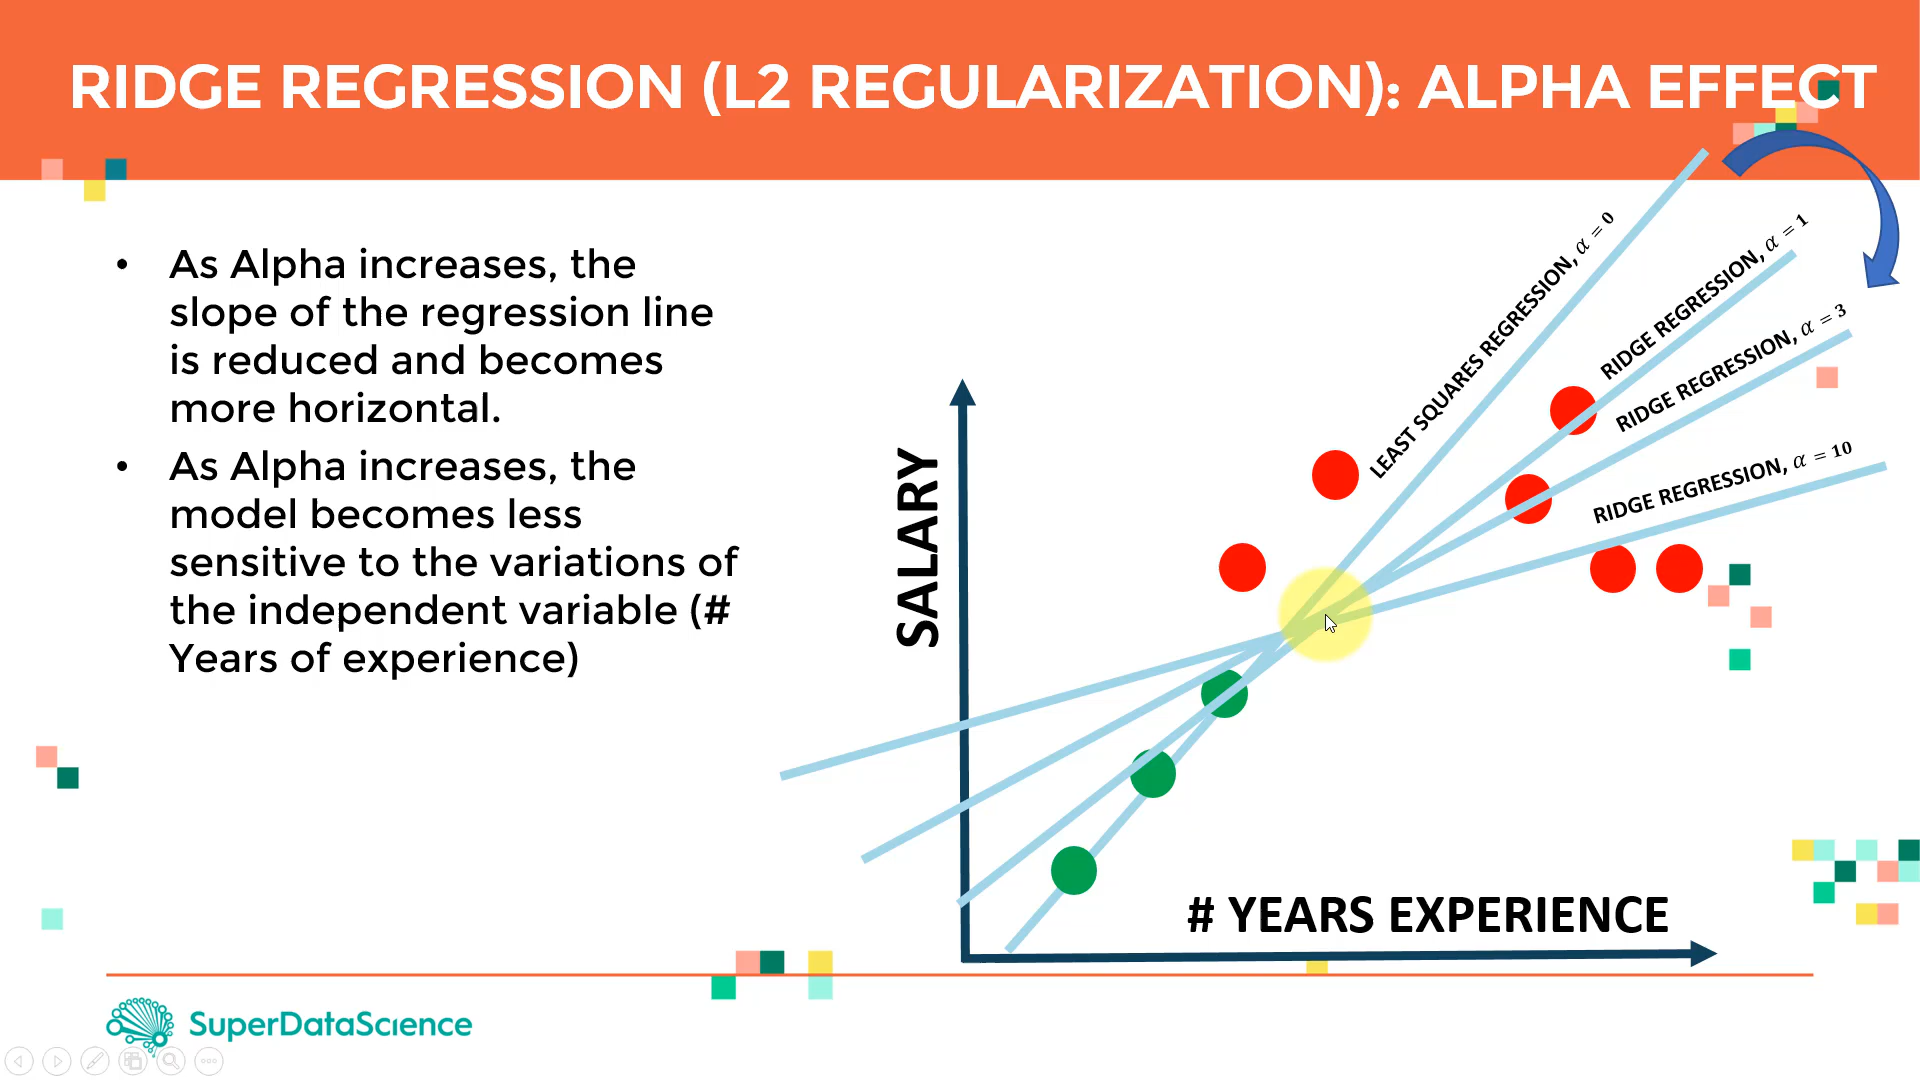 RIDGE REGRESSION (L2 REGULARIZATION): ALPHA EFFECT
• As Alpha increases, the
slope of the regression line
is reduced and becomes
more horizontal.
• As Alpha increases, the
model becomes less
sensitive to the variations of
the independent variable (#
Years of experience)
LEAST SQUARES REGRESSION, α = 0
RIDGE REGRESSION, α = 1
RIDGE REGRESSION, α = 3
RIDGE REGRESSION, α = 10
SALARY
# YEARS EXPERIENCE
SuperDataScience